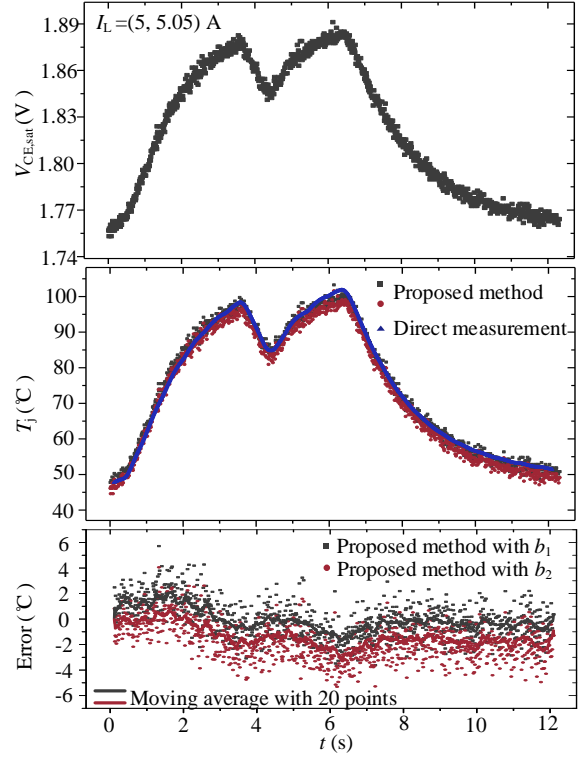 I_L =(5, 5.05) A
V_CE,sat (V)
1.89
1.86
1.83
1.80
1.77
1.74
T_j (℃)
100
90
80
70
60
50
40
Proposed method
Direct measurement
Error (℃)
6
4
2
0
-2
-4
-6
Proposed method with b₁
Proposed method with b₂
Moving average with 20 points
0 2 4 6 8 10 12
t (s)